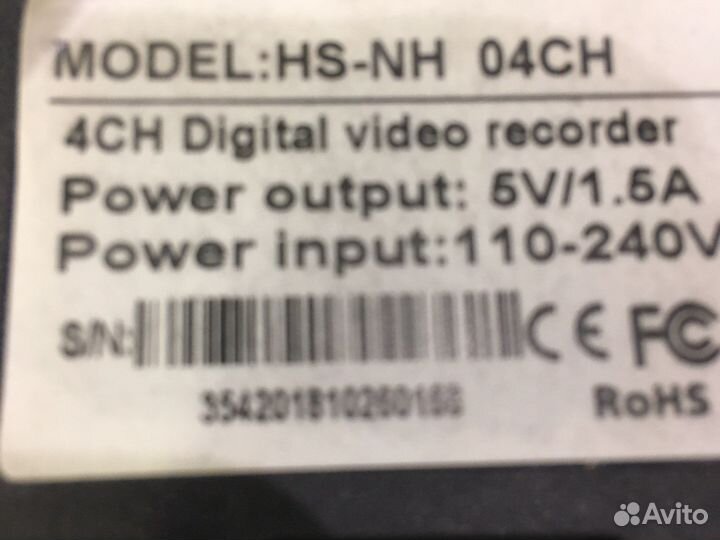 MODEL:HS-NH 04CH
4CH Digital video recorder
Power output: 5V/1.5A
Power input:110-240V
S/N:
CE FC
354201810260168
RoHS
Avito